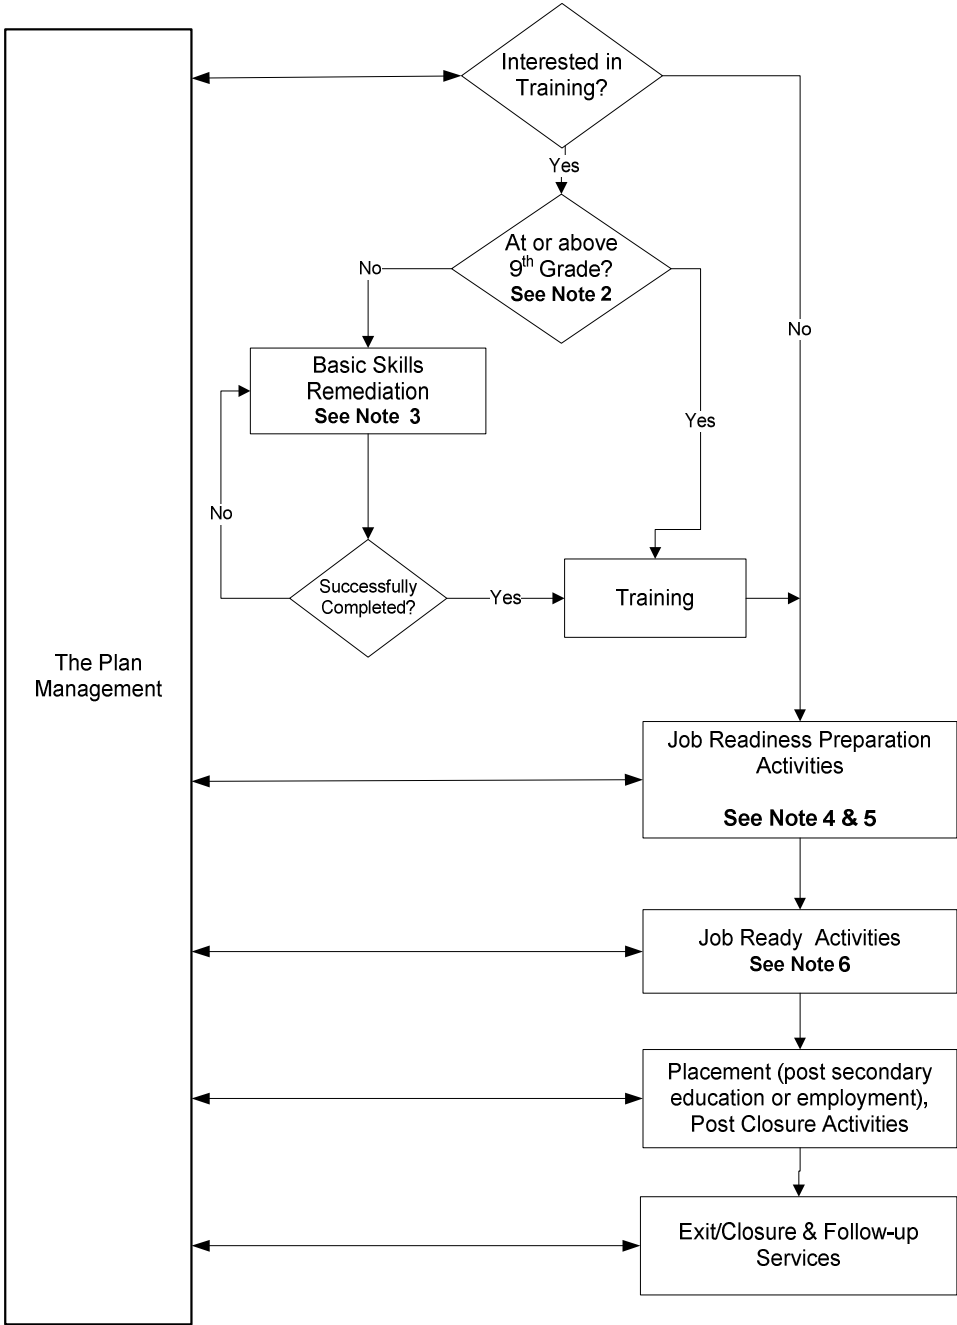 Interested in
Training?
Yes
At or above
9th Grade?
See Note 2
No
No
Basic Skills
Remediation
See Note 3
Yes
No
Successfully
Completed?
Yes
Training
The Plan
Management
Job Readiness Preparation
Activities
See Note 4 & 5
Job Ready Activities
See Note 6
Placement (post secondary
education or employment),
Post Closure Activities
Exit/Closure & Follow-up
Services